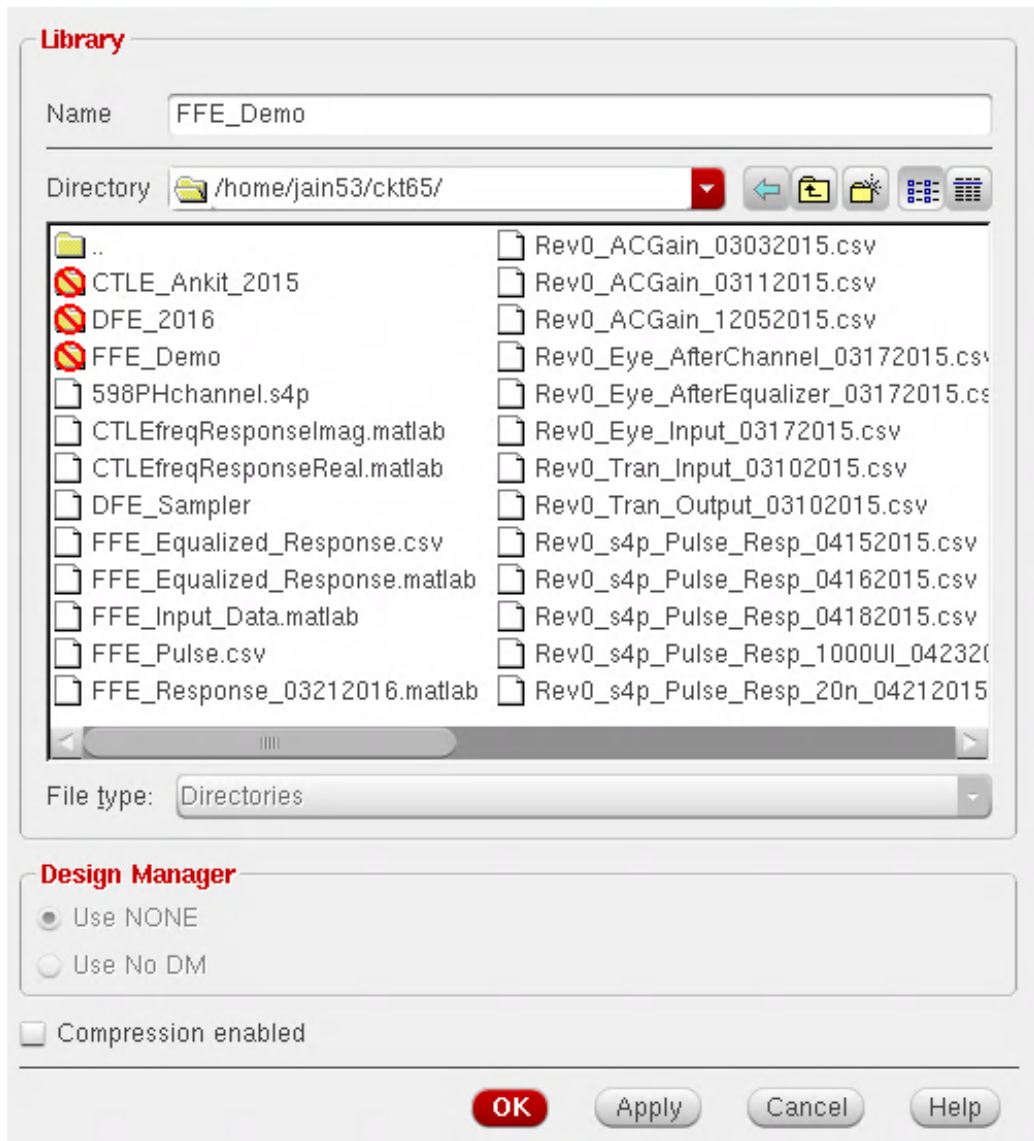 Library
Name FFE_Demo
Directory /home/jain53/ckt65/
..
CTLE_Ankit_2015
DFE_2016
FFE_Demo
598PHchannel.s4p
CTLEfreqResponseImag.matlab
CTLEfreqResponseReal.matlab
DFE_Sampler
FFE_Equalized_Response.csv
FFE_Equalized_Response.matlab
FFE_Input_Data.matlab
FFE_Pulse.csv
FFE_Response_03212016.matlab
Rev0_ACGain_03032015.csv
Rev0_ACGain_03112015.csv
Rev0_ACGain_12052015.csv
Rev0_Eye_AfterChannel_03172015.csv
Rev0_Eye_AfterEqualizer_03172015.cs
Rev0_Eye_Input_03172015.csv
Rev0_Tran_Input_03102015.csv
Rev0_Tran_Output_03102015.csv
Rev0_s4p_Pulse_Resp_04152015.csv
Rev0_s4p_Pulse_Resp_04162015.csv
Rev0_s4p_Pulse_Resp_04182015.csv
Rev0_s4p_Pulse_Resp_1000UI_042320
Rev0_s4p_Pulse_Resp_20n_04212015
File type: Directories
Design Manager
Use NONE
Use No DM
Compression enabled
OK Apply Cancel Help